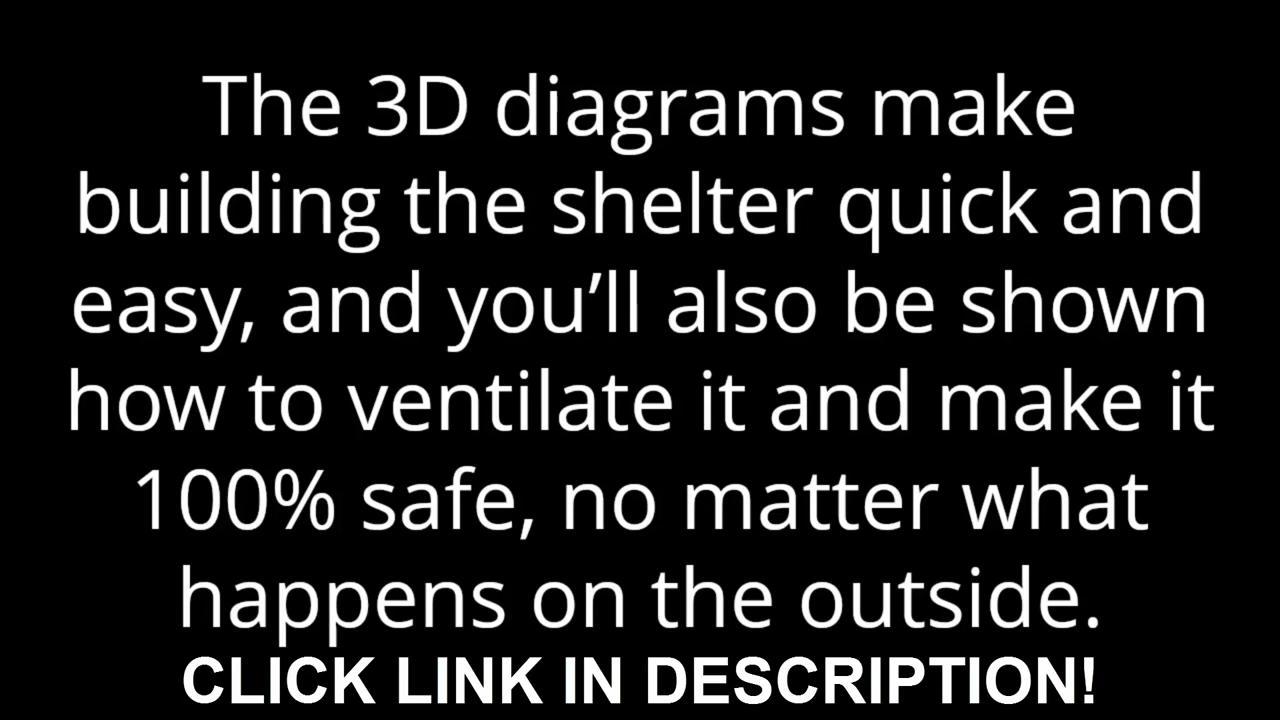 The 3D diagrams make
building the shelter quick and
easy, and you’ll also be shown
how to ventilate it and make it
100% safe, no matter what
happens on the outside.
CLICK LINK IN DESCRIPTION!